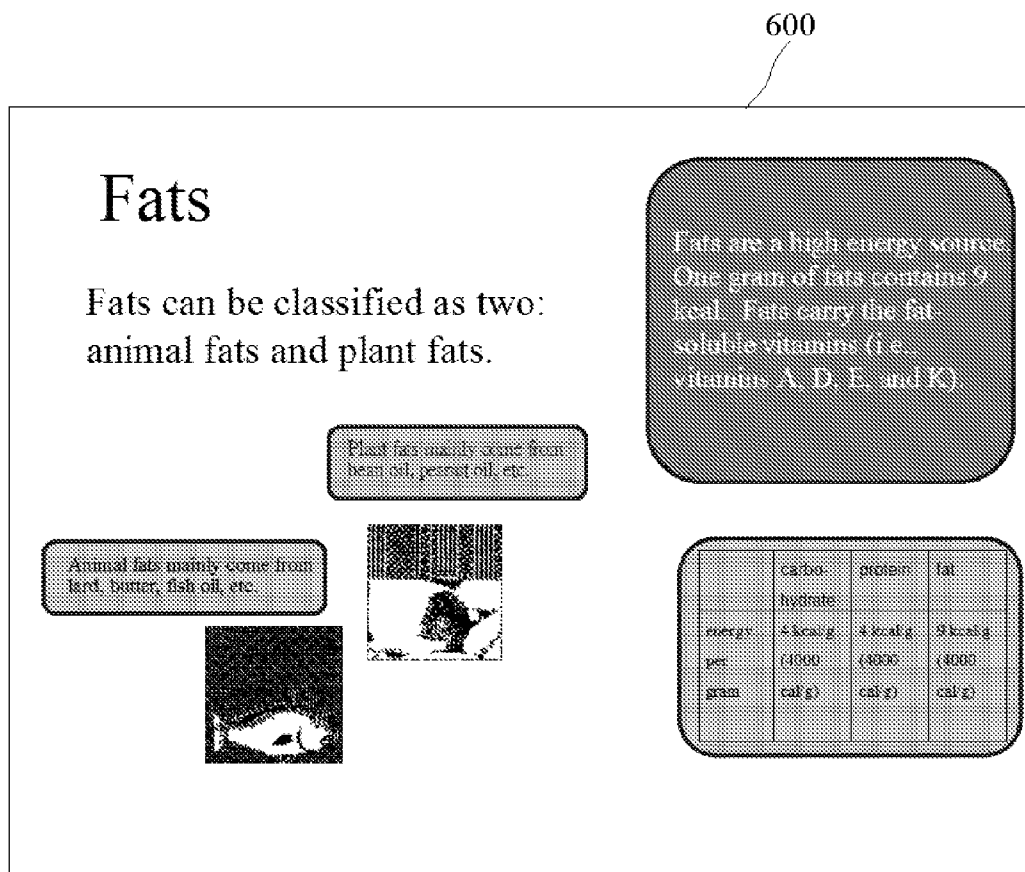 600
Fats
Fats can be classified as two:
animal fats and plant fats.
Fats are a high energy source
One gram of fats contains 9
kcal. Fats carry the fat-
soluble vitamins (i.e.
vitamins A, D, E, and K).
Plant fats mainly come from
bean oil, peanut oil, etc.
Animal fats mainly come from
lard, butter, fish oil, etc.
carbo protein fat
hydrate
energy 4 kcal/g 4 kcal/g 9 kcal/g
per (4000 (4000 (4000
gram cal/g) cal/g) cal/g)